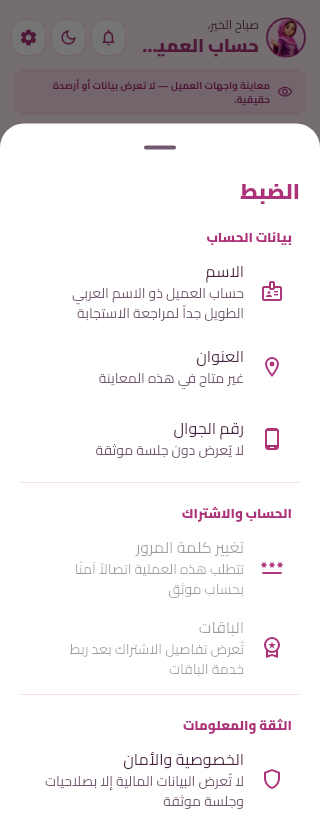 صباح الخير،
حساب العميـ...
معاينة واجهات العميل — لا تعرض بيانات أو أرصدة
حقيقية.
الضبط
بيانات الحساب
الاسم
حساب العميل ذو الاسم العربي
الطويل جداً لمراجعة الاستجابة
العنوان
غير متاح في هذه المعاينة
رقم الجوال
لا يُعرض دون جلسة موثقة
الحساب والاشتراك
تغيير كلمة المرور
تتطلب هذه العملية اتصالاً آمنًا
بحساب موثق
الباقات
تُعرض تفاصيل الاشتراك بعد ربط
خدمة الباقات
الثقة والمعلومات
الخصوصية والأمان
لا تُعرض البيانات المالية إلا بصلاحيات
وجلسة موثقة